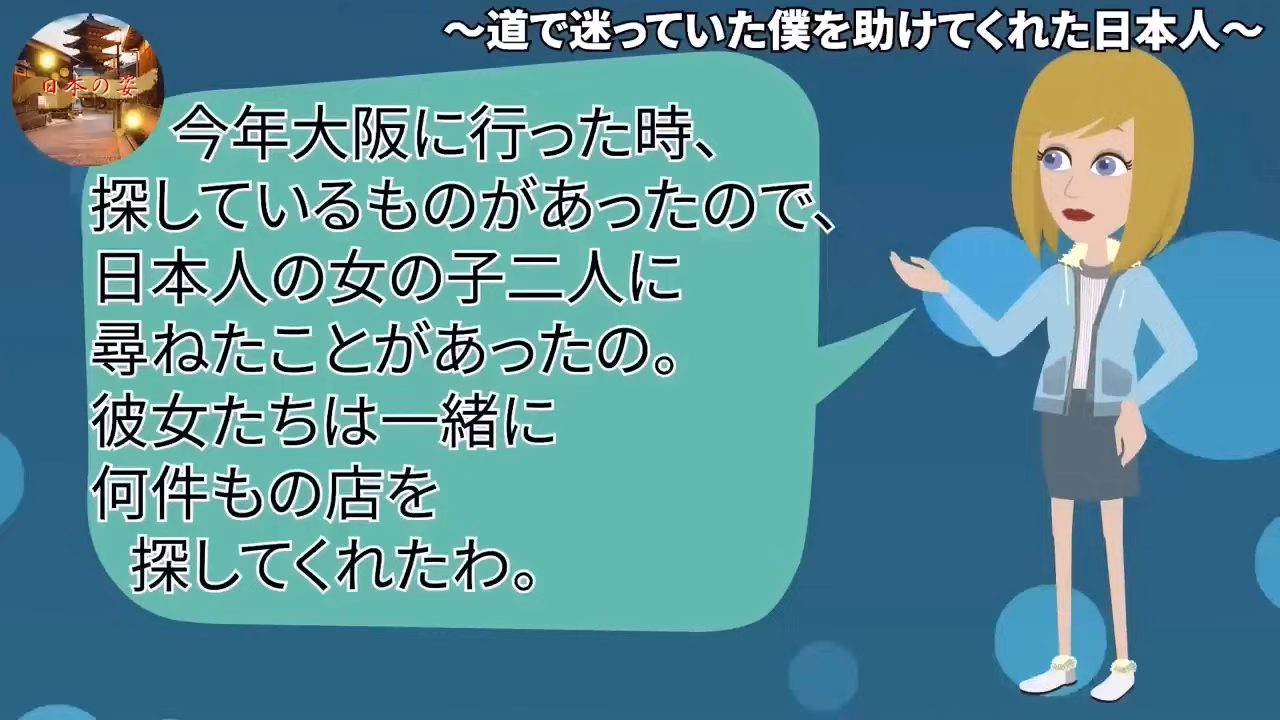 ～道で迷っていた僕を助けてくれた日本人～
日本の姿
今年大阪に行った時、
探しているものがあったので、
日本人の女の子二人に
尋ねたことがあったの。
彼女たちは一緒に
何件もの店を
探してくれたわ。